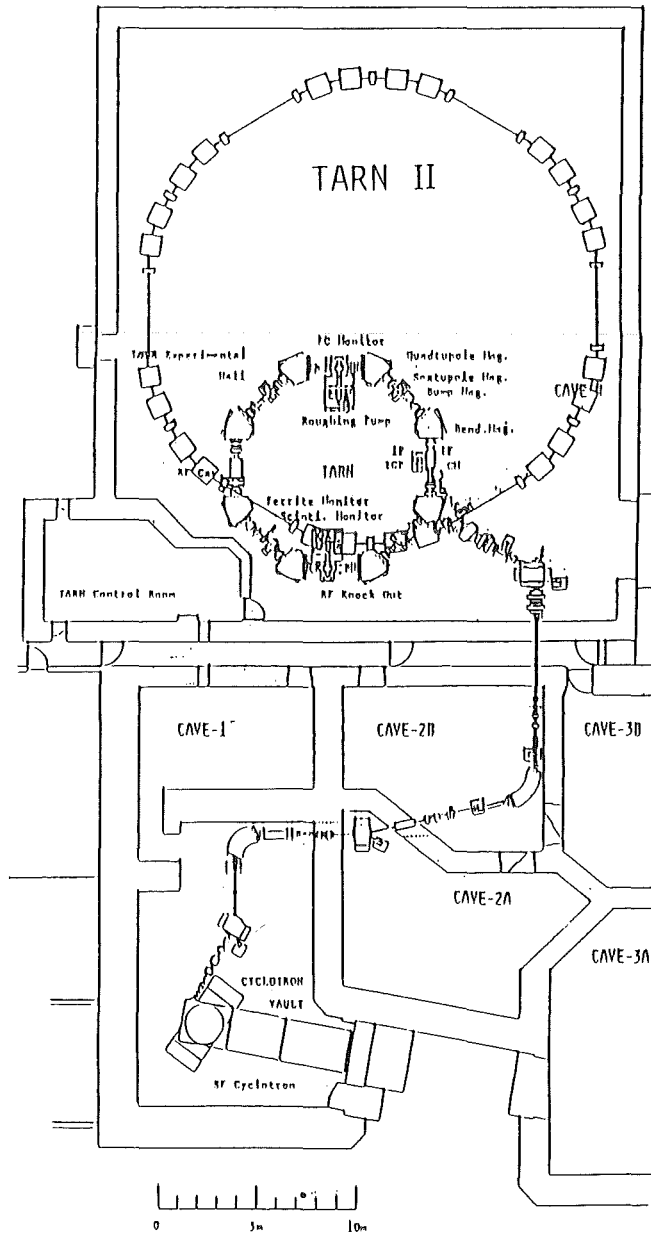 TARN II
Monitor
Experimental
Hall
Quadrupole Mag.
Sextupole Mag.
Bump Mag.
CAVE-
Roughing Pump
Bend. Mag.
TARN
RF Cav
Ferrite Monitor
Scinti. Monitor
RF Knock Out
TARN Control Room
CAVE-1
CAVE-2B
CAVE-3B
CAVE-2A
CAVE-3A
CYCLOTRON
VAULT
SF Cyclotron
0 5m 10m